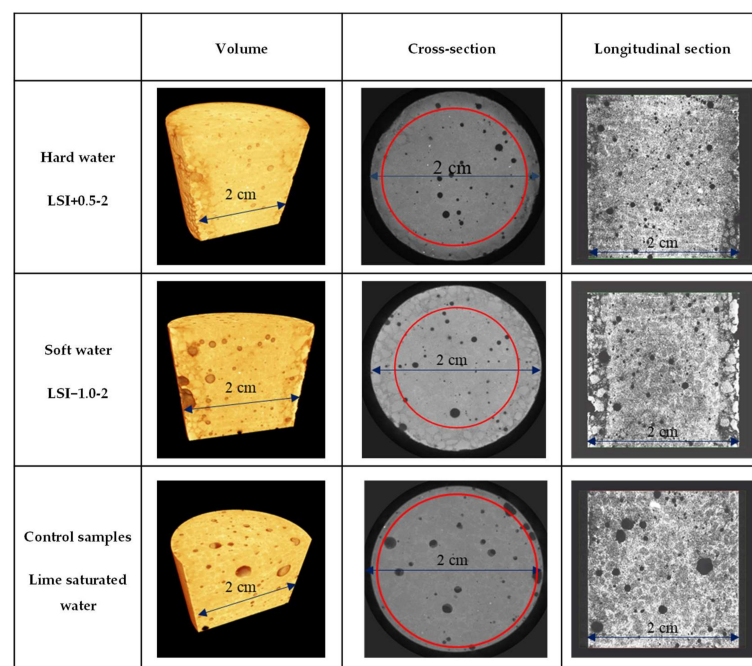 Volume
Cross-section
Longitudinal section
Hard water
LSI+0.5-2
2 cm
2 cm
2 cm
Soft water
LSI−1.0-2
2 cm
2 cm
2 cm
Control samples
Lime saturated
water
2 cm
2 cm
2 cm